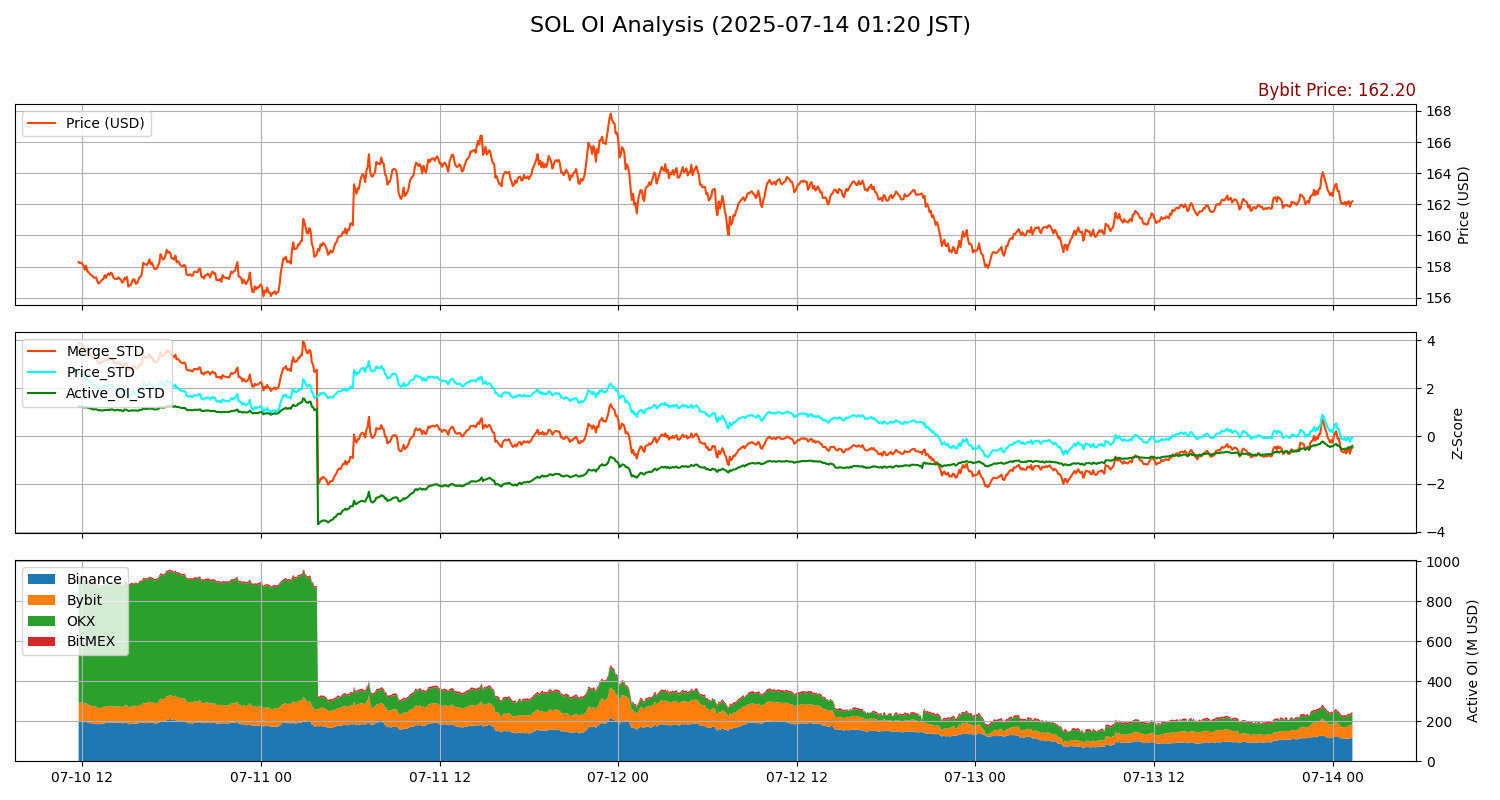 SOL OI Analysis (2025-07-14 01:20 JST)
Bybit Price: 162.20
Price (USD)
168
166
164
162
160
158
156
Price (USD)
Merge_STD
Price_STD
Active_OI_STD
4
2
0
−2
−4
Z-Score
Binance
Bybit
OKX
BitMEX
1000
800
600
400
200
0
Active OI (M USD)
07-10 12
07-11 00
07-11 12
07-12 00
07-12 12
07-13 00
07-13 12
07-14 00